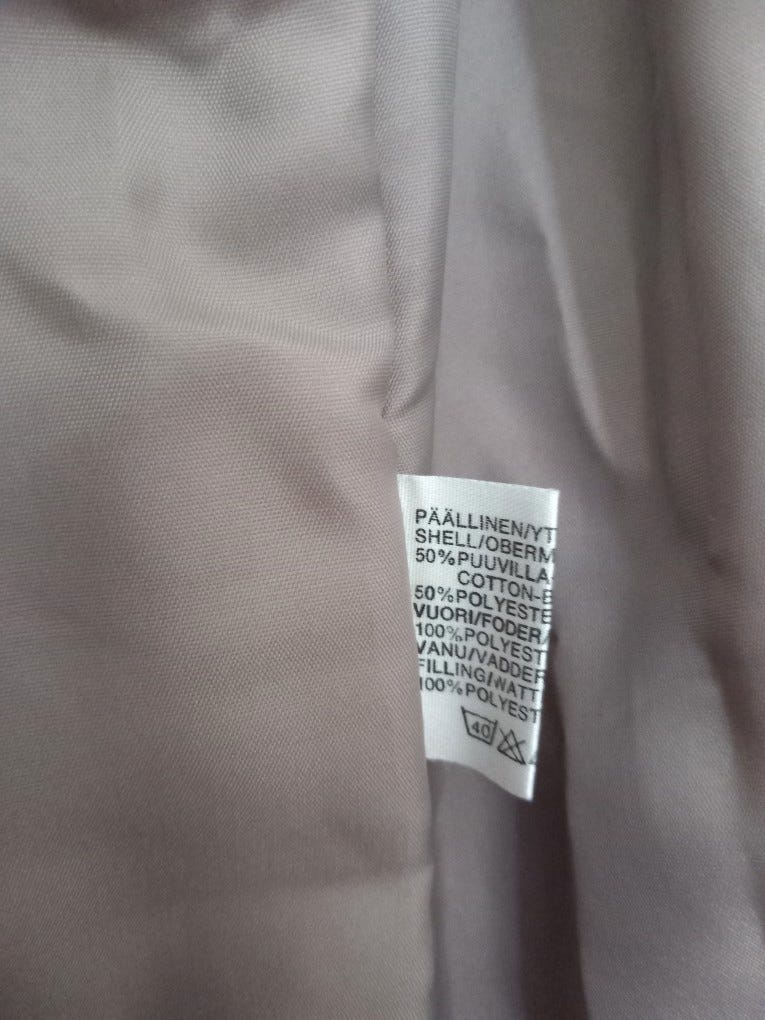 PÄÄLLINEN/YT
SHELL/OBERM
50%PUUVILLA
COTTON-B
50%POLYESTE
VUORI/FODER/
100%POLYEST
VANU/VADDER
FILLING/WATT
100%POLYEST
40